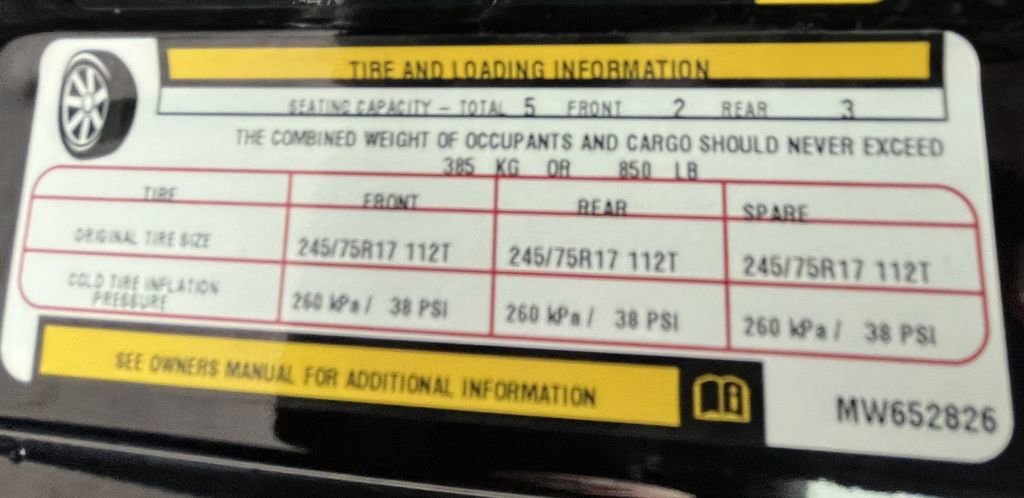 TIRE AND LOADING INFORMATION
SEATING CAPACITY – TOTAL 5 FRONT 2 REAR 3
THE COMBINED WEIGHT OF OCCUPANTS AND CARGO SHOULD NEVER EXCEED
385 KG OR 850 LB
TIRE FRONT REAR SPARE
ORIGINAL TIRE SIZE 245/75R17 112T 245/75R17 112T 245/75R17 112T
COLD TIRE INFLATION
PRESSURE 260 kPa / 38 PSI 260 kPa / 38 PSI 260 kPa / 38 PSI
SEE OWNERS MANUAL FOR ADDITIONAL INFORMATION
MW652826